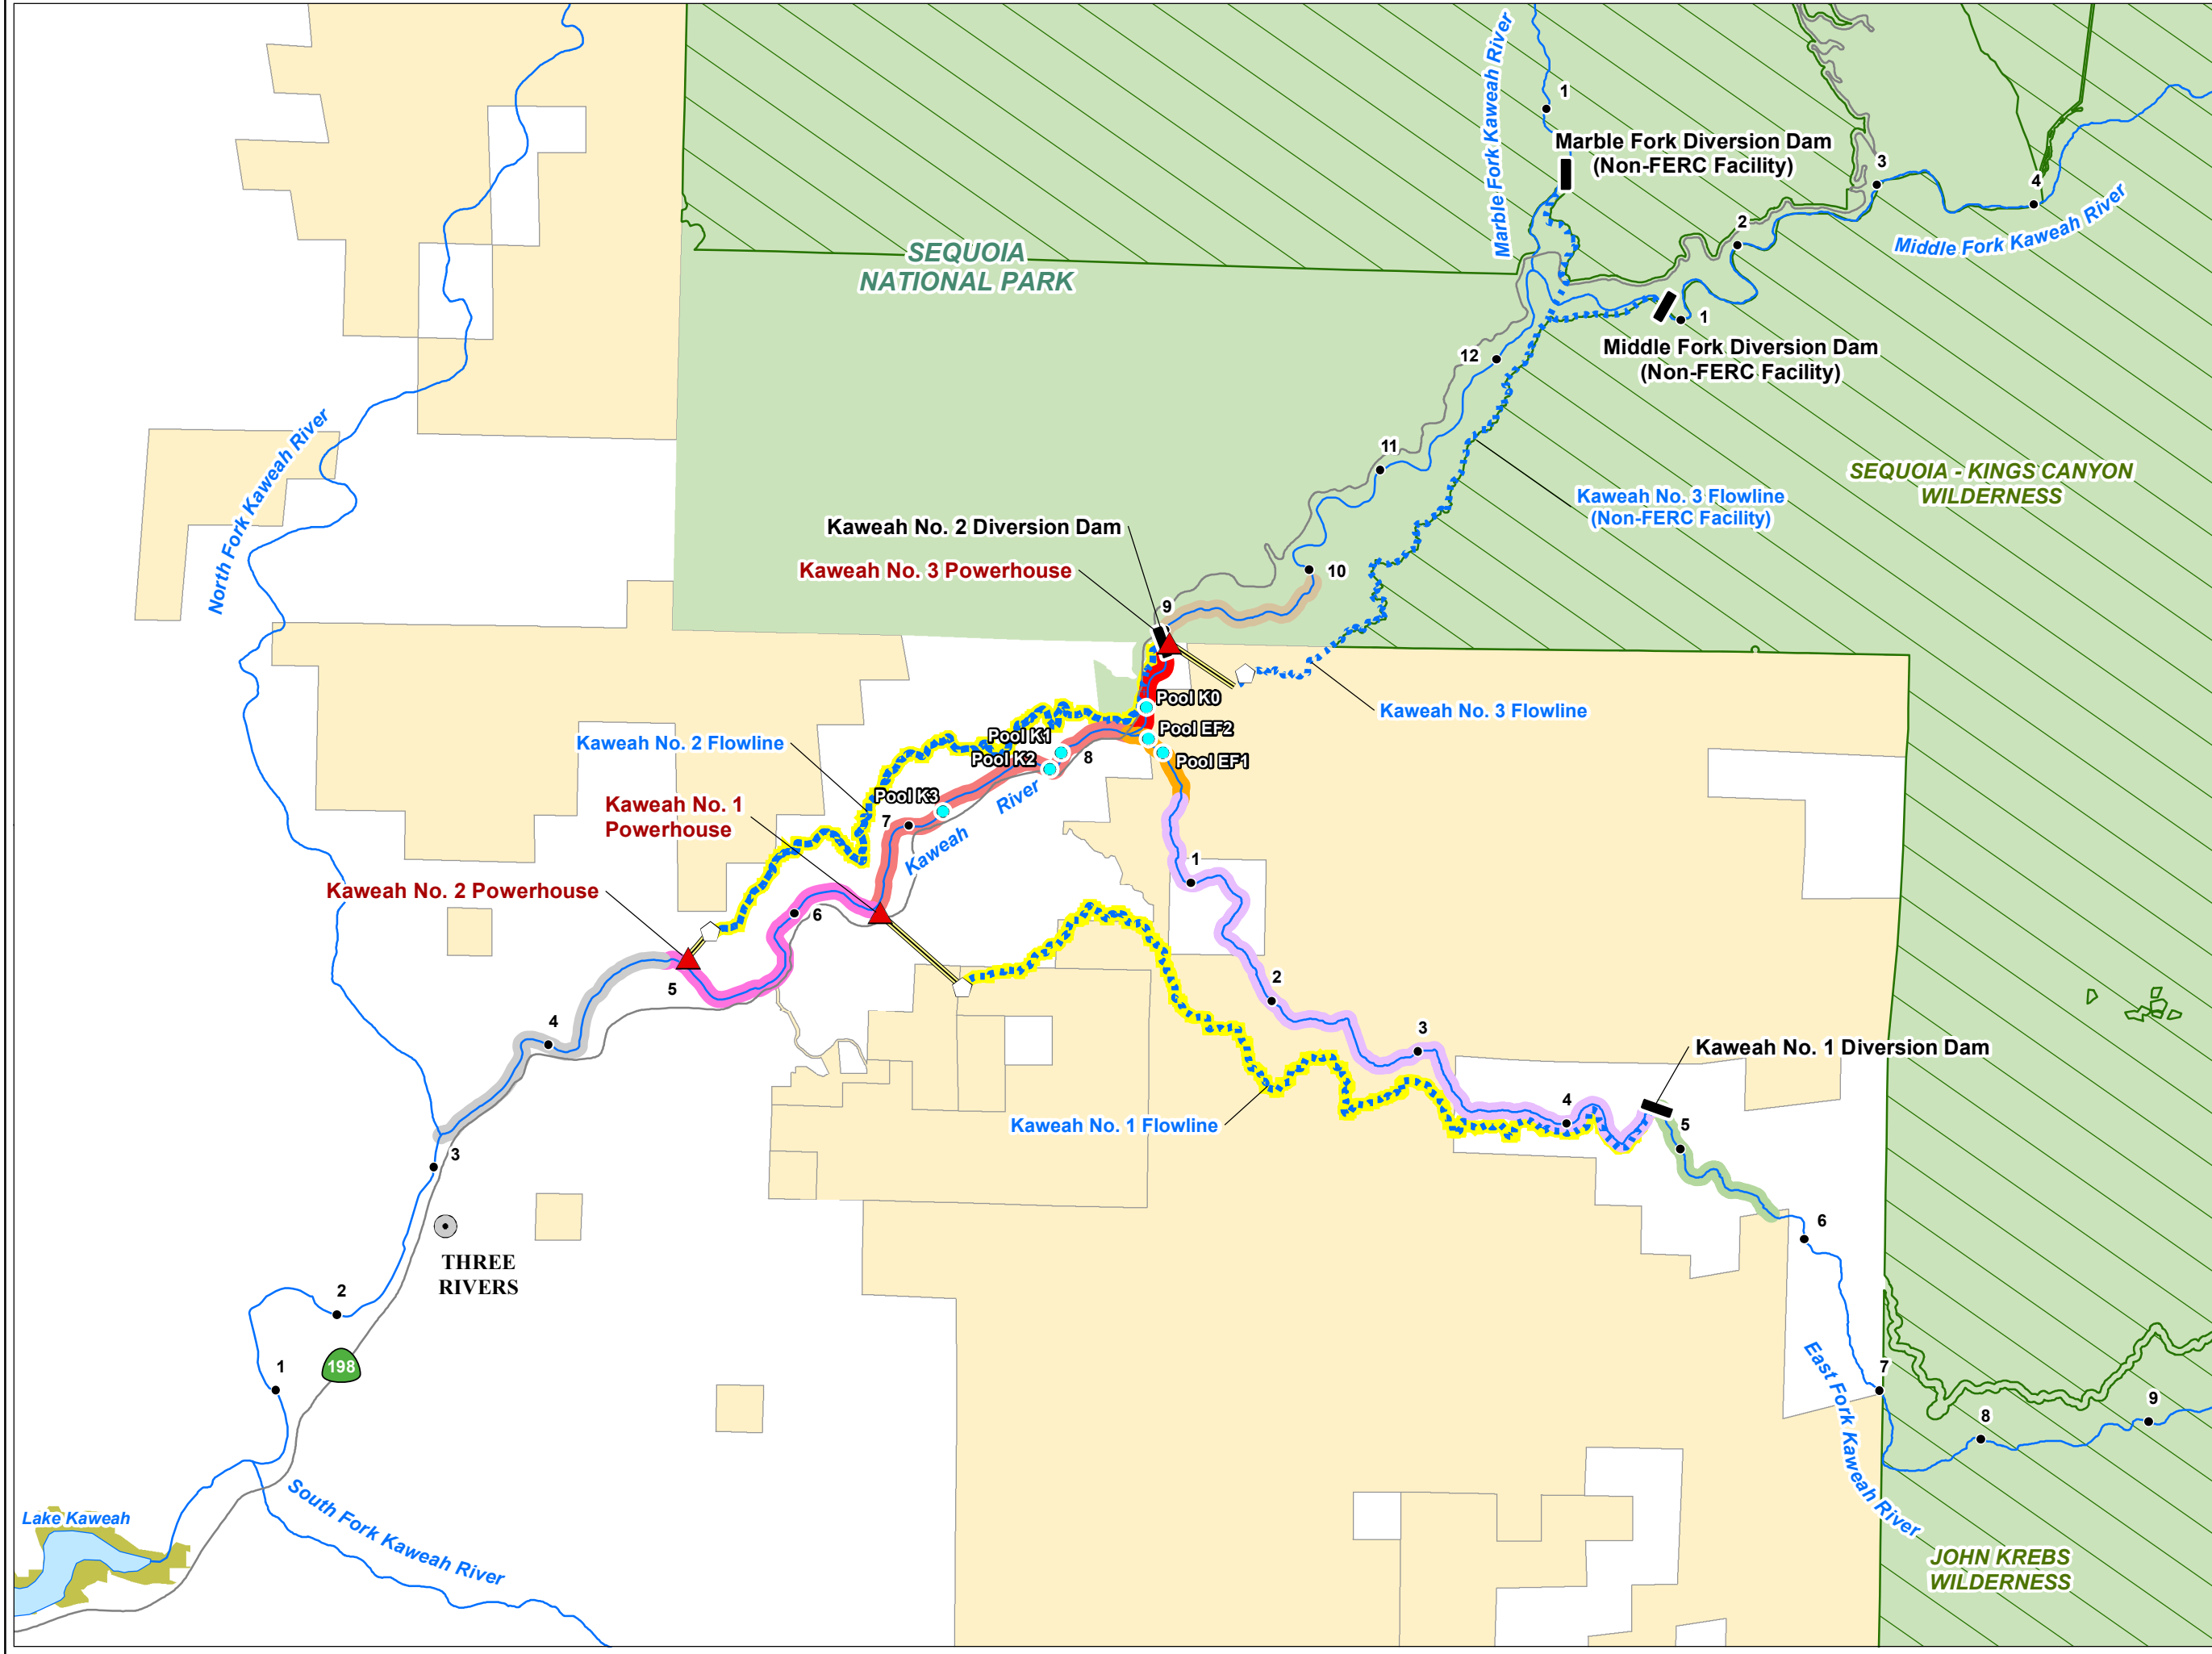 Marble Fork Kaweah River
1
Marble Fork Diversion Dam
(Non-FERC Facility)
3
4
2
Middle Fork Kaweah River
SEQUOIA
NATIONAL PARK
1
Middle Fork Diversion Dam
(Non-FERC Facility)
12
11
North Fork Kaweah River
SEQUOIA - KINGS CANYON
WILDERNESS
Kaweah No. 3 Flowline
(Non-FERC Facility)
Kaweah No. 2 Diversion Dam
Kaweah No. 3 Powerhouse
10
9
Pool K0
Kaweah No. 3 Flowline
Pool EF2
Pool K1
Kaweah No. 2 Flowline
8
Pool K2
Pool EF1
Pool K3
Kaweah River
Kaweah No. 1
Powerhouse
7
1
Kaweah No. 2 Powerhouse
6
2
5
4
3
Kaweah No. 1 Diversion Dam
4
Kaweah No. 1 Flowline
5
3
6
THREE
RIVERS
2
1
198
7
East Fork Kaweah River
9
8
South Fork Kaweah River
Lake Kaweah
JOHN KREBS
WILDERNESS